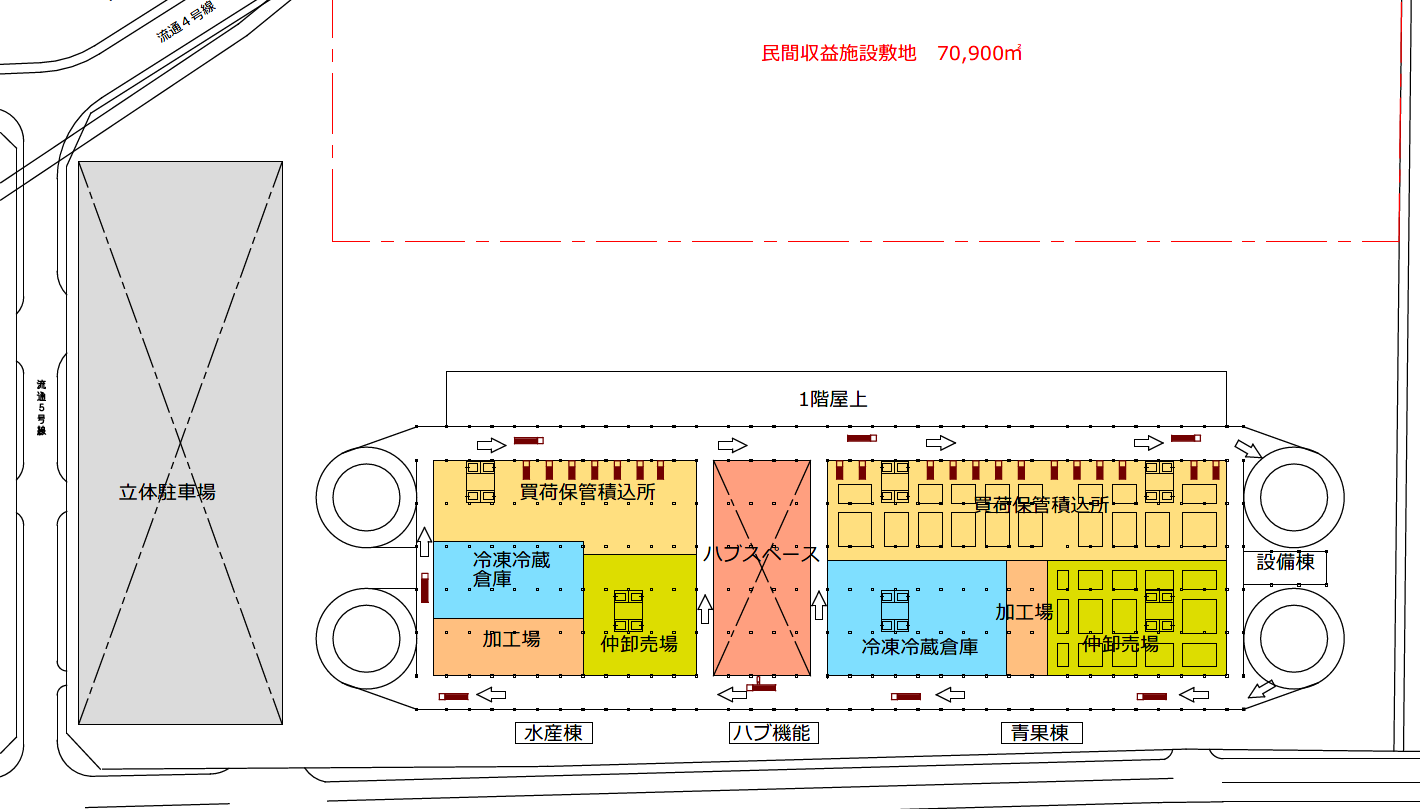 流通４号線
民間収益施設敷地　70,900㎡
流通５号線
1階屋上
立体駐車場
買荷保管積込所
買荷保管積込所
冷凍冷蔵
倉庫
ハブスペース
設備棟
加工場
仲卸売場
冷凍冷蔵倉庫
加工場
仲卸売場
水産棟
ハブ機能
青果棟